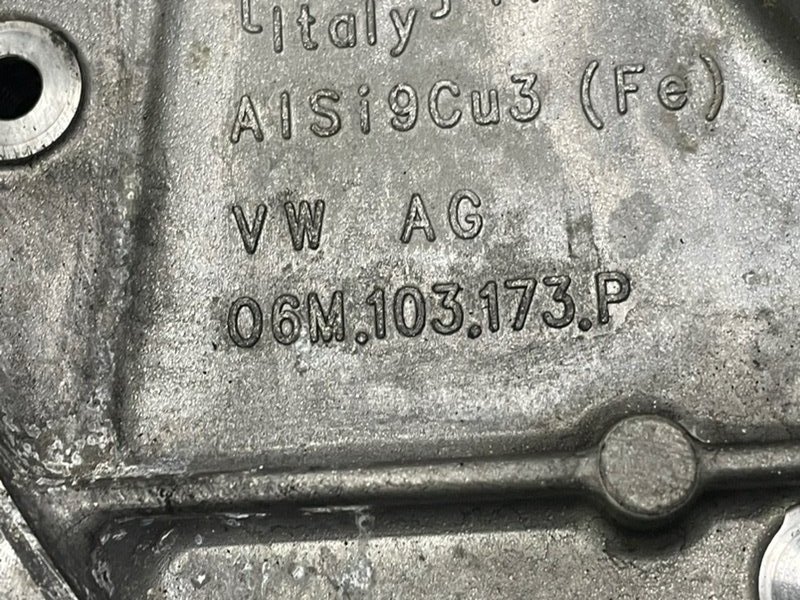 Italy
AlSi9Cu3 (Fe)
VW AG
06M.103.173.P